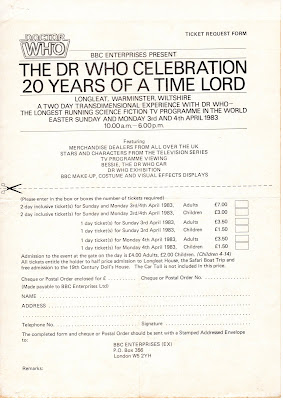 DOCTOR WHO
TICKET REQUEST FORM
BBC ENTERPRISES PRESENT
THE DR WHO CELEBRATION
20 YEARS OF A TIME LORD
LONGLEAT, WARMINSTER, WILTSHIRE
A TWO DAY TRANSDIMENSIONAL EXPERIENCE WITH DR WHO—
THE LONGEST RUNNING SCIENCE FICTION TV PROGRAMME IN THE WORLD
EASTER SUNDAY AND MONDAY 3rd AND 4th APRIL 1983
10.00a.m.–6.00p.m.
Featuring
MERCHANDISE DEALERS FROM ALL OVER THE UK
STARS AND CHARACTERS FROM THE TELEVISION SERIES
TV PROGRAMME VIEWING
BESSIE, THE DR WHO CAR
DR WHO EXHIBITION
BBC MAKE-UP, COSTUME AND VISUAL EFFECTS DISPLAYS
(Please enter in the box or boxes the number of tickets required)
2 day inclusive ticket(s) for Sunday and Monday 3rd/4th April 1983, Adults £7.00
2 day inclusive ticket(s) for Sunday and Monday 3rd/4th April 1983, Children £3.00
1 day ticket(s) for Sunday 3rd April 1983, Adults £3.50
1 day ticket(s) for Sunday 3rd April 1983, Children £1.50
1 day ticket(s) for Monday 4th April 1983, Adults £3.50
1 day ticket(s) for Monday 4th April 1983, Children £1.50
Admission to the event at the gate on the day is £4.00 Adults, £2.00 Children. (Children 4-14)
All tickets entitle the holder to half price admission to Longleat House, the Safari Boat Trip and
free admission to the 19th Century Doll's House. The Car Toll is not included in this price.
Cheque or Postal Order enclosed for £ Cheque or Postal Order No.
(Made payable to BBC Enterprises Ltd)
NAME
ADDRESS
Telephone No. Signature
The completed form and cheque or Postal Order should be sent with a Stamped Addressed Envelope
to:
BBC ENTERPRISES (EX)
P.O. Box 366
London W5 2YH
Remarks: